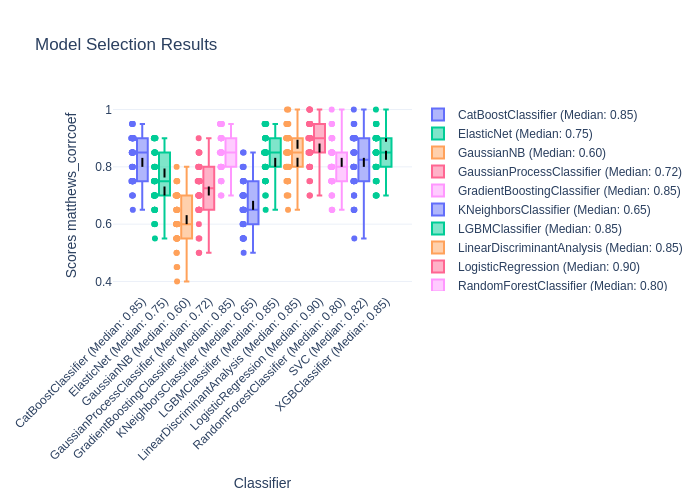 Model Selection Results
Scores matthews_corrcoef
1
0.8
0.6
0.4
CatBoostClassifier (Median: 0.85)
ElasticNet (Median: 0.75)
GaussianNB (Median: 0.60)
GaussianProcessClassifier (Median: 0.72)
GradientBoostingClassifier (Median: 0.85)
KNeighborsClassifier (Median: 0.65)
LGBMClassifier (Median: 0.85)
LinearDiscriminantAnalysis (Median: 0.85)
LogisticRegression (Median: 0.90)
RandomForestClassifier (Median: 0.80)
SVC (Median: 0.82)
XGBClassifier (Median: 0.85)
Classifier
CatBoostClassifier (Median: 0.85)
ElasticNet (Median: 0.75)
GaussianNB (Median: 0.60)
GaussianProcessClassifier (Median: 0.72)
GradientBoostingClassifier (Median: 0.85)
KNeighborsClassifier (Median: 0.65)
LGBMClassifier (Median: 0.85)
LinearDiscriminantAnalysis (Median: 0.85)
LogisticRegression (Median: 0.90)
RandomForestClassifier (Median: 0.80)